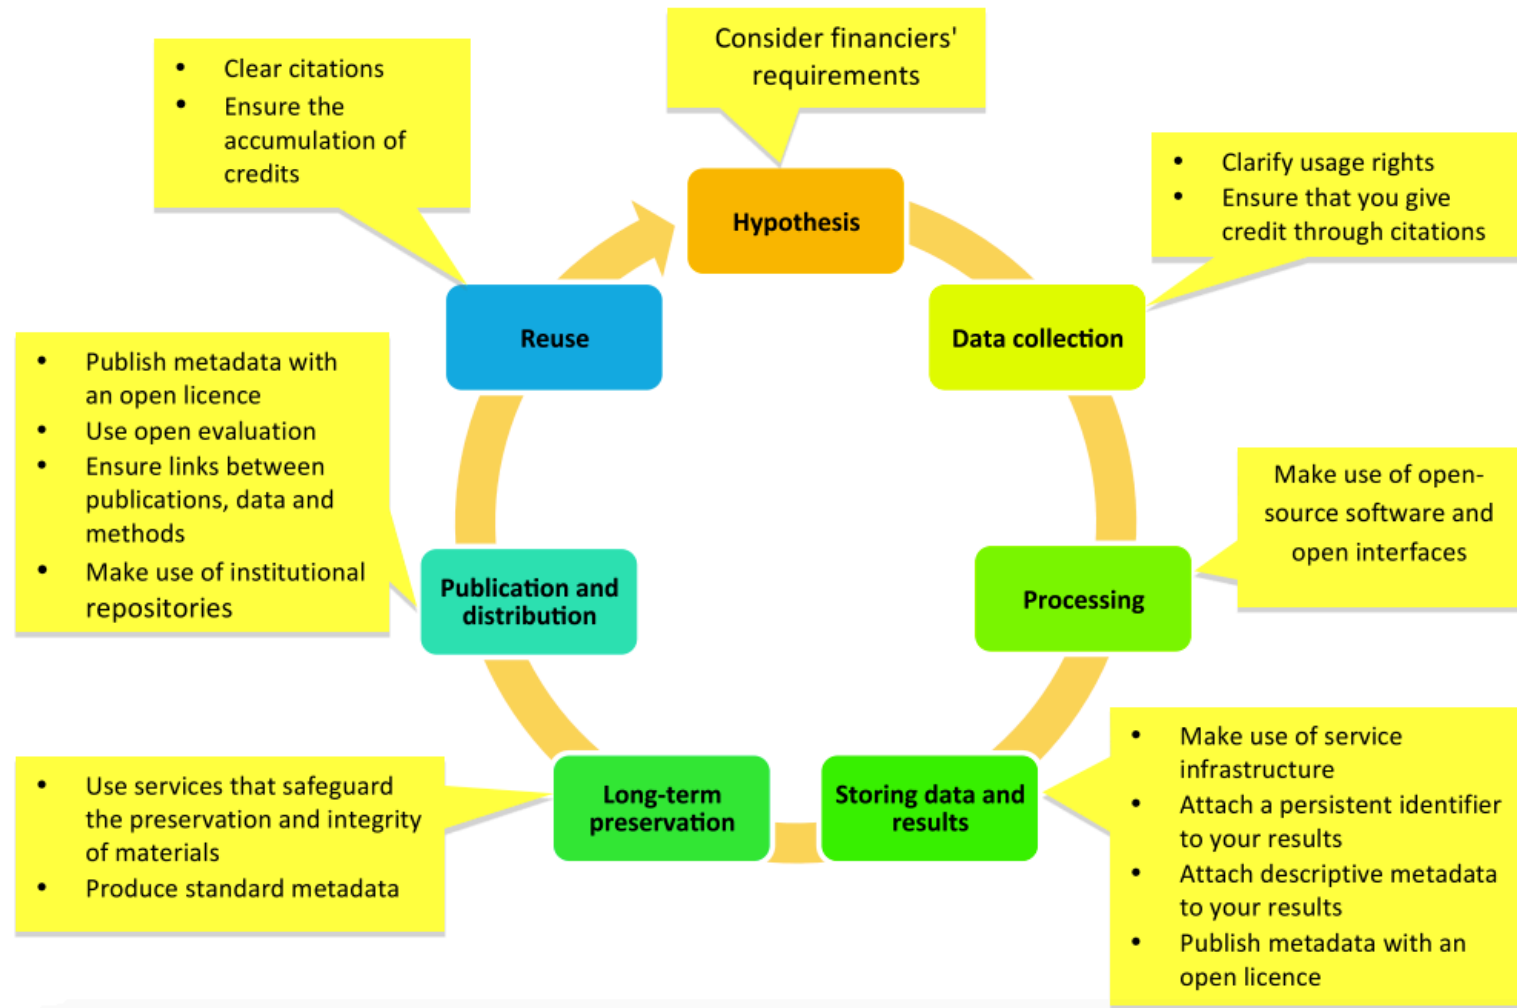 Consider financiers'
requirements
• Clear citations
• Ensure the
accumulation of
credits
Hypothesis
• Clarify usage rights
• Ensure that you give
credit through citations
Reuse
Data collection
• Publish metadata with
an open licence
• Use open evaluation
• Ensure links between
publications, data and
methods
• Make use of institutional
repositories
Make use of open-
source software and
open interfaces
Publication and
distribution
Processing
• Use services that safeguard
the preservation and integrity
of materials
• Produce standard metadata
Long-term
preservation
Storing data and
results
• Make use of service
infrastructure
• Attach a persistent identifier
to your results
• Attach descriptive metadata
to your results
• Publish metadata with an
open licence